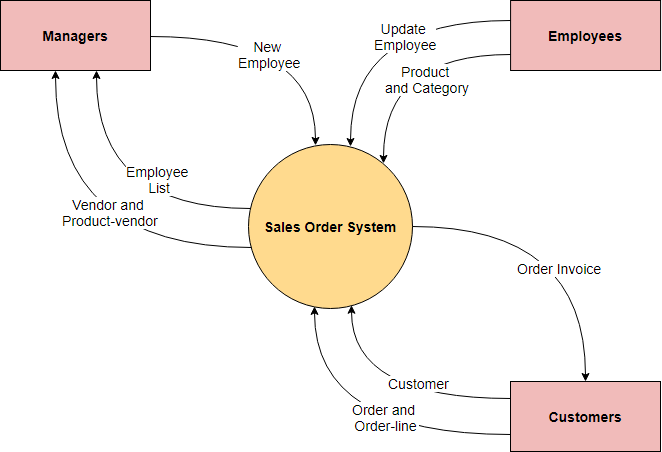 Managers
New
Employee
Update
Employee
Employees
Product
and Category
Employee
List
Vendor and
Product-vendor
Sales Order System
Order Invoice
Customer
Order and
Order-line
Customers